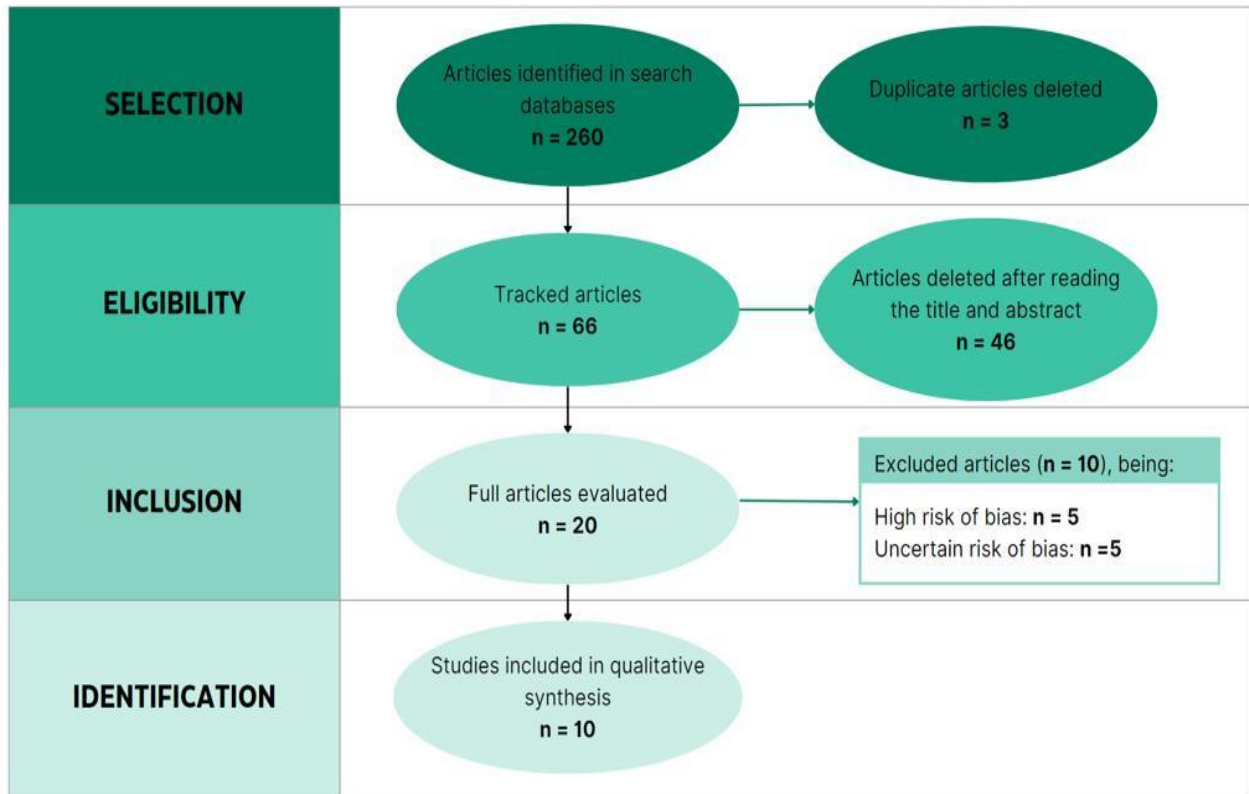 SELECTION
Articles identified in search
databases
n = 260
Duplicate articles deleted
n = 3
ELIGIBILITY
Tracked articles
n = 66
Articles deleted after reading
the title and abstract
n = 46
INCLUSION
Full articles evaluated
n = 20
Excluded articles (n = 10), being:
High risk of bias: n = 5
Uncertain risk of bias: n =5
IDENTIFICATION
Studies included in qualitative
synthesis
n = 10